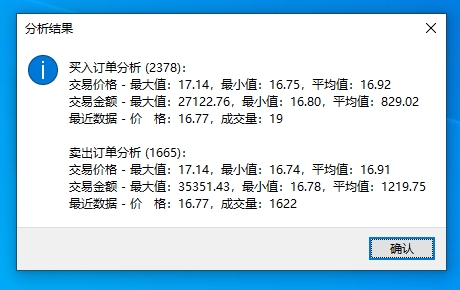 分析结果
买入订单分析 (2378)：
交易价格 - 最大值：17.14，最小值：16.75，平均值：16.92
交易金额 - 最大值：27122.76，最小值：16.80，平均值：829.02
最近数据 - 价　格：16.77，成交量：19
卖出订单分析 (1665)：
交易价格 - 最大值：17.14，最小值：16.74，平均值：16.91
交易金额 - 最大值：35351.43，最小值：16.78，平均值：1219.75
最近数据 - 价　格：16.77，成交量：1622
确认